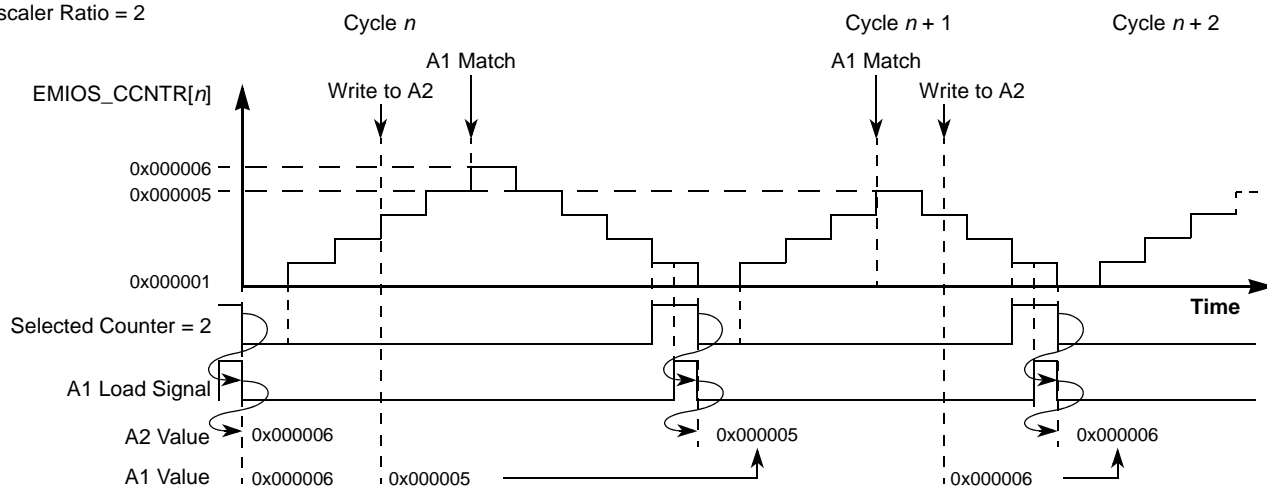 scaler Ratio = 2
Cycle n
Cycle n + 1
Cycle n + 2
A1 Match
A1 Match
EMIOS_CCNTR[n]
Write to A2
Write to A2
0x000006
0x000005
0x000001
Time
Selected Counter = 2
A1 Load Signal
A2 Value
0x000006
0x000005
0x000006
A1 Value
0x000006
0x000005
0x000006